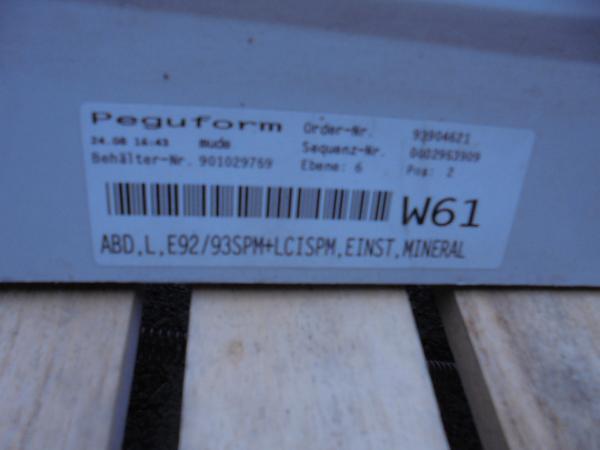 Peguform Order-Nr. 93904621
24.08 16:43 mude Sequenz-Nr. 0002953909
Behälter-Nr. 901029759 Ebene: 6 Pos: 2
W61
ABD,L,E92/93SPM+LCISPM,EINST,MINERAL